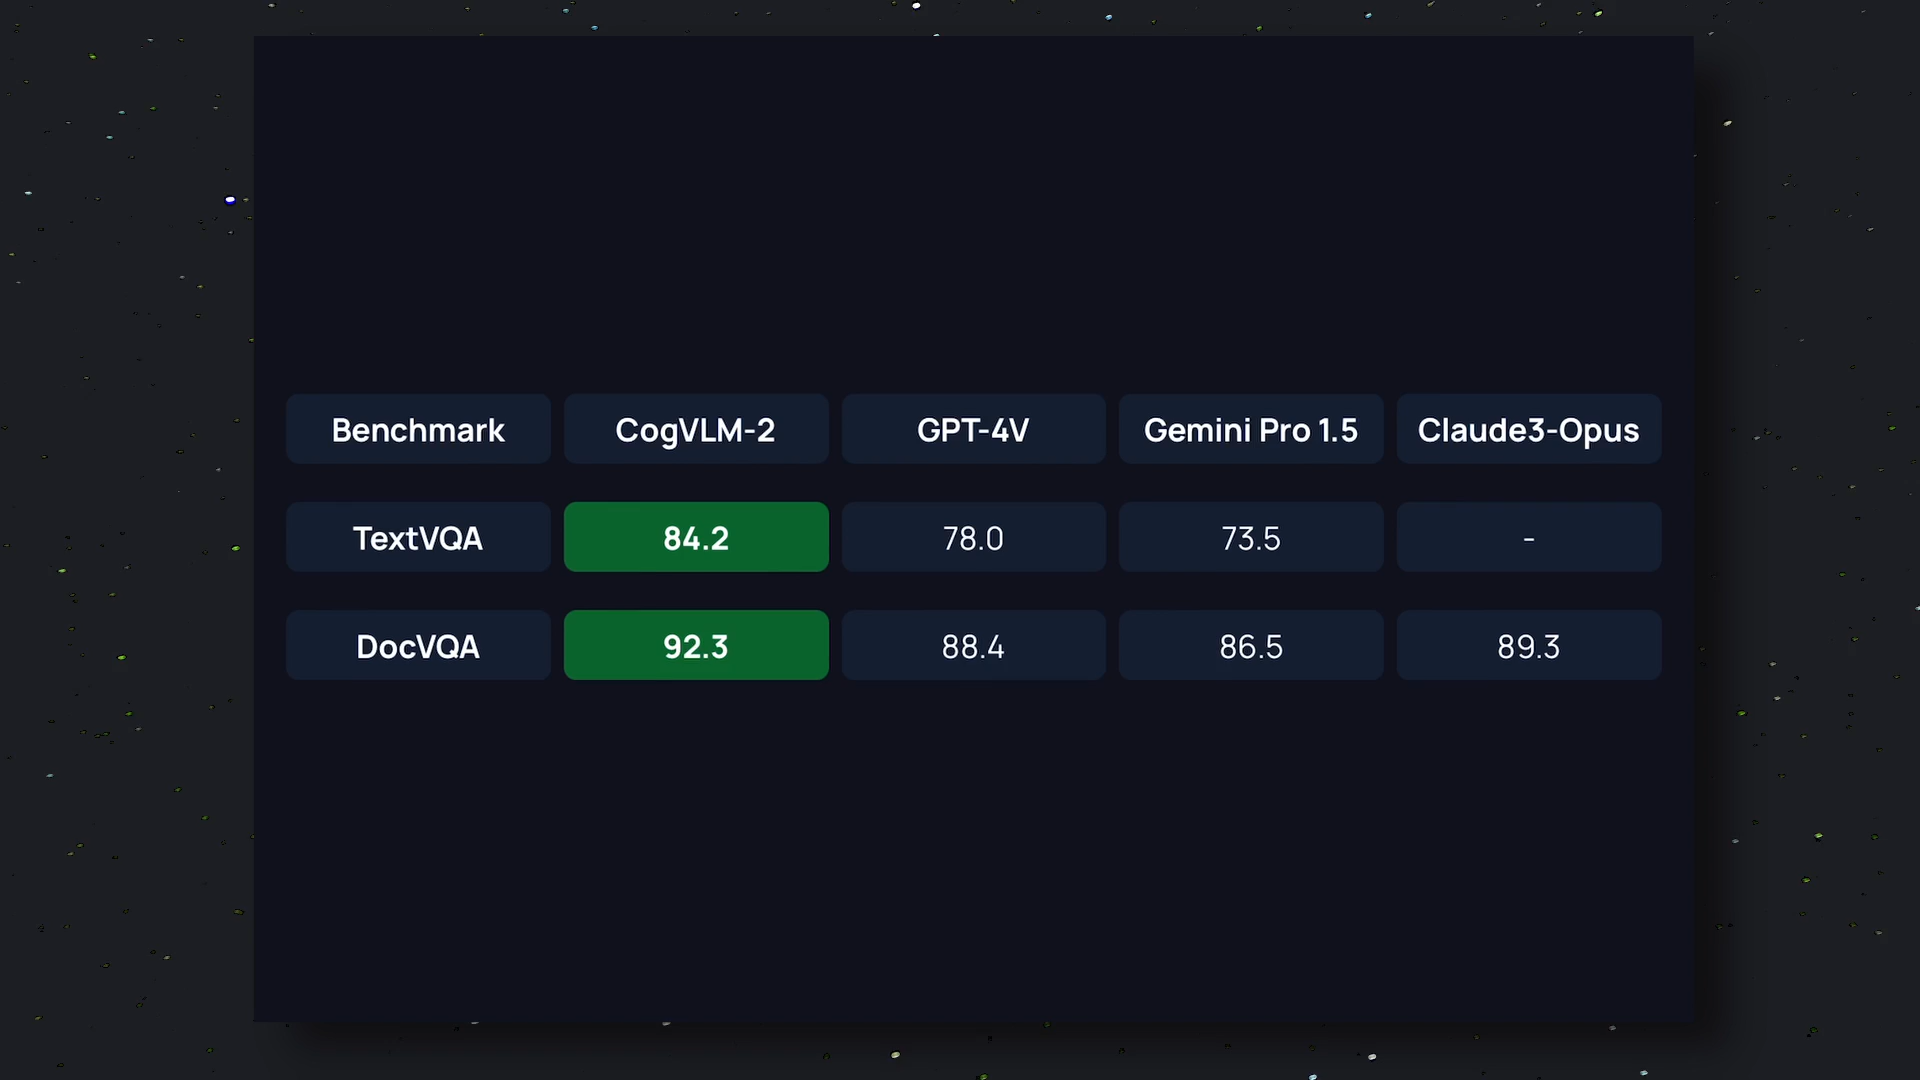 Benchmark CogVLM-2 GPT-4V Gemini Pro 1.5 Claude3-Opus
TextVQA 84.2 78.0 73.5 -
DocVQA 92.3 88.4 86.5 89.3